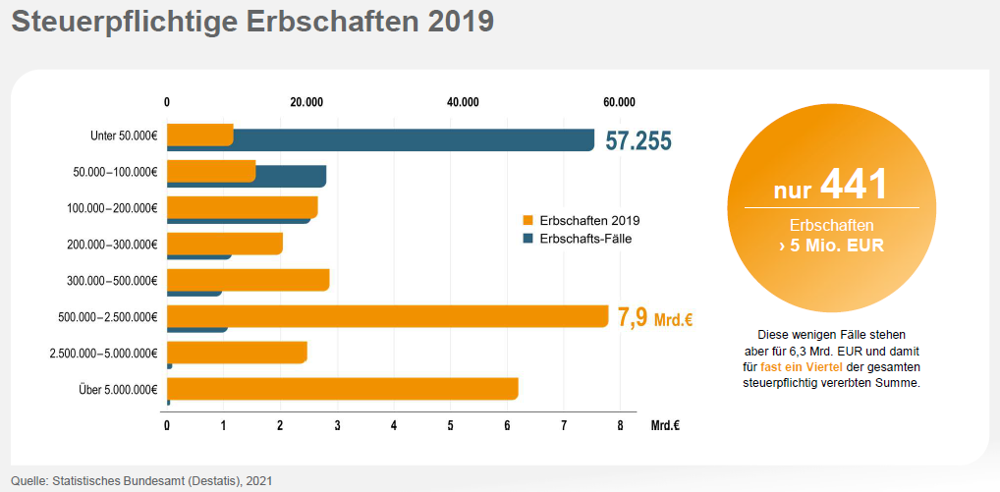 Steuerpflichtige Erbschaften 2019
0 20.000 40.000 60.000
Unter 50.000€
57.255
50.000–100.000€
100.000–200.000€
200.000–300.000€
300.000–500.000€
500.000–2.500.000€
7,9 Mrd.€
2.500.000–5.000.000€
Über 5.000.000€
0 1 2 3 4 5 6 7 8 Mrd.€
Erbschaften 2019
Erbschafts-Fälle
nur 441
Erbschaften
› 5 Mio. EUR
Diese wenigen Fälle stehen
aber für 6,3 Mrd. EUR und damit
für fast ein Viertel der gesamten
steuerpflichtig vererbten Summe.
Quelle: Statistisches Bundesamt (Destatis), 2021